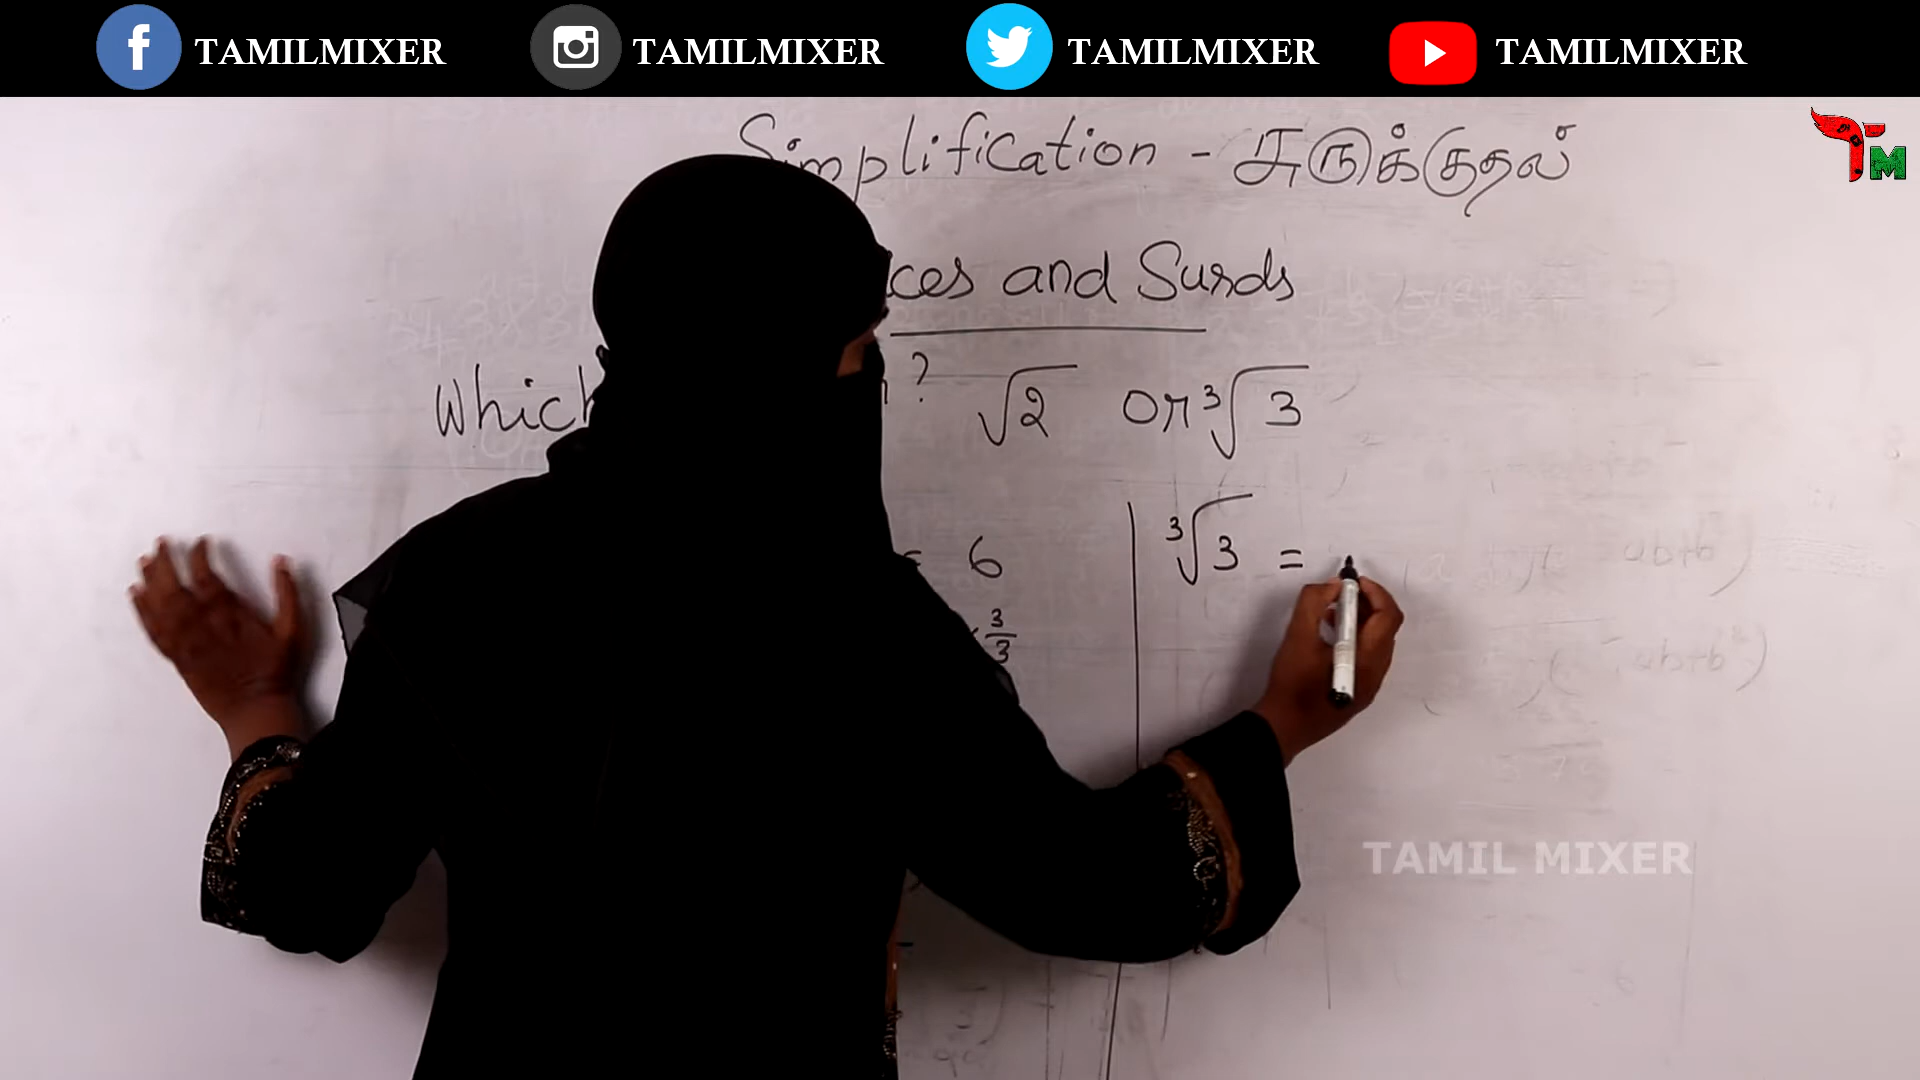 TAMILMIXER TAMILMIXER TAMILMIXER TAMILMIXER
TM
Simplification - சுருக்குதல்
and Surds
Which ? √2 or ³√3
= 6
3/3
³√3 =
TAMIL MIXER